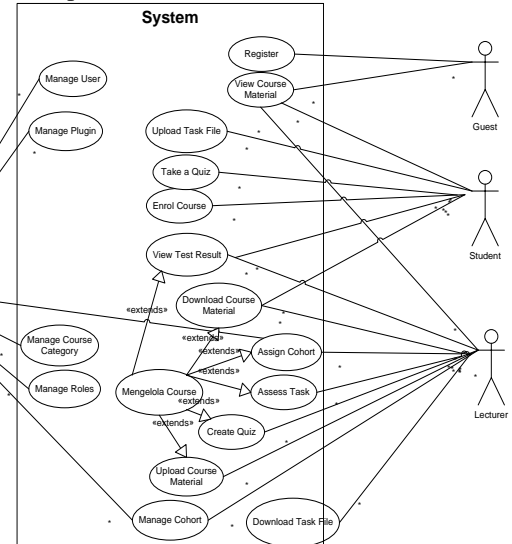 System
Register
View Course
Material
Manage User
Manage Plugin
Upload Task File
Guest
Take a Quiz
Enrol Course
Student
View Test Result
Download Course
Material
«extends»
«extends»
«extends»
Assign Cohort
Manage Course
Category
Manage Roles
Mengelola Course
«extends»
Assess Task
Lecturer
«extends»
Create Quiz
Upload Course
Material
Manage Cohort
Download Task File